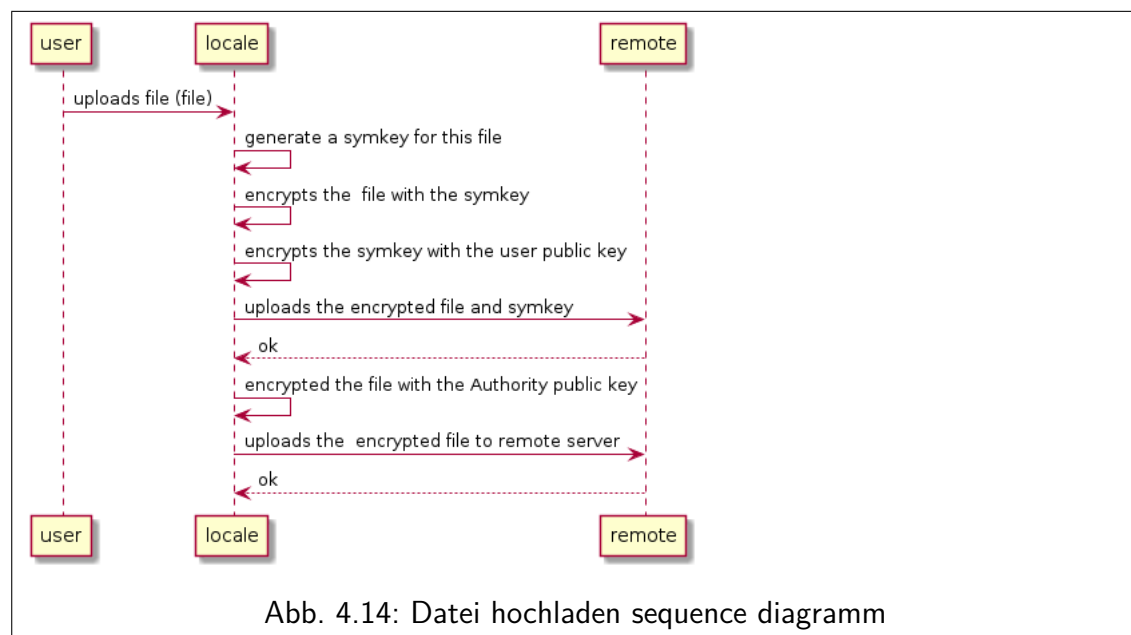 user locale remote
uploads file (file)
generate a symkey for this file
encrypts the  file with the symkey
encrypts the symkey with the user public key
uploads the encrypted file and symkey
ok
encrypted the file with the Authority public key
uploads the  encrypted file to remote server
ok
user locale remote
Abb. 4.14: Datei hochladen sequence diagramm